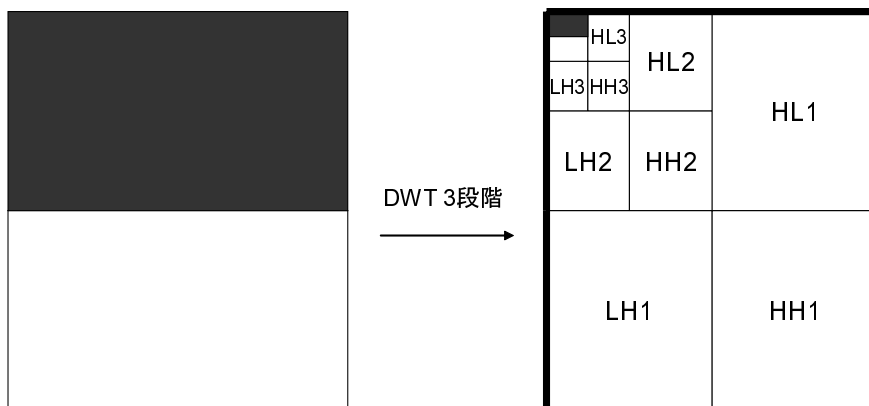 HL3
HL2
HL1
LH3
HH3
LH2
HH2
DWT 3段階
LH1
HH1